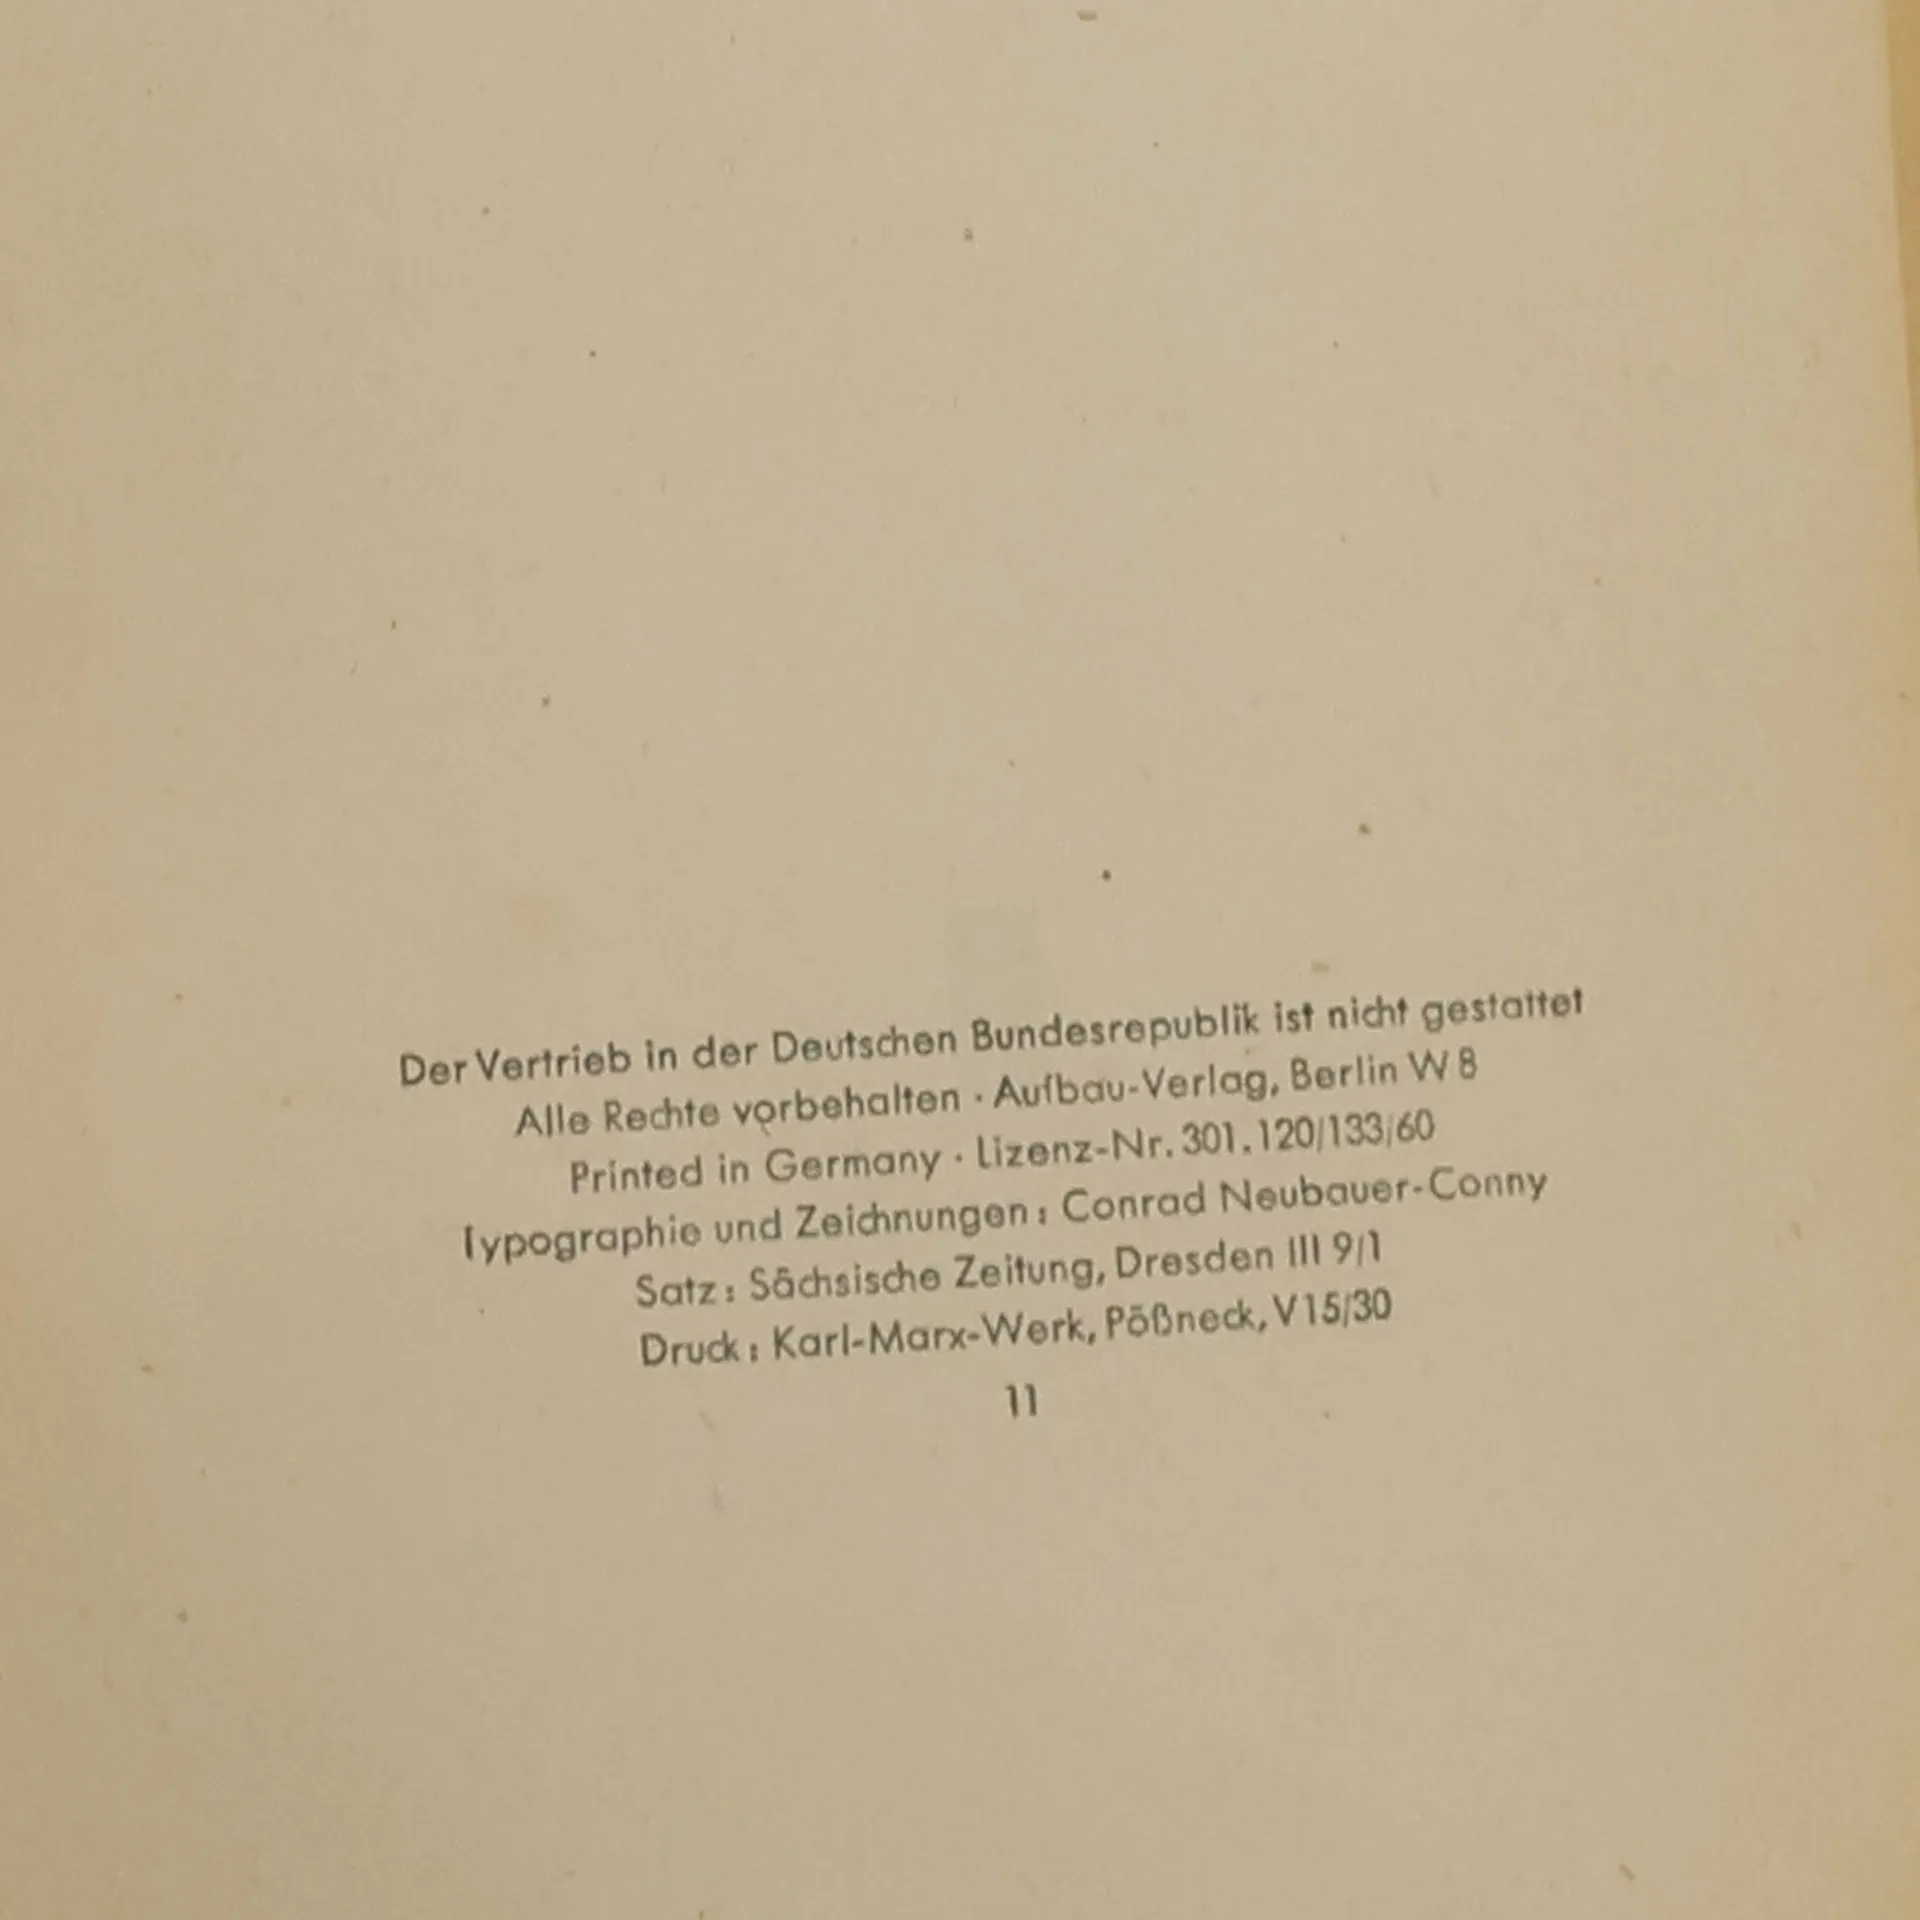 Der Vertrieb in der Deutschen Bundesrepublik ist nicht gestattet
Alle Rechte vorbehalten · Aufbau-Verlag, Berlin W 8
Printed in Germany · Lizenz-Nr. 301. 120/133/60
Typographie und Zeichnungen: Conrad Neubauer-Conny
Satz: Sächsische Zeitung, Dresden III 9/1
Druck: Karl-Marx-Werk, Pößneck, V 15/30
11